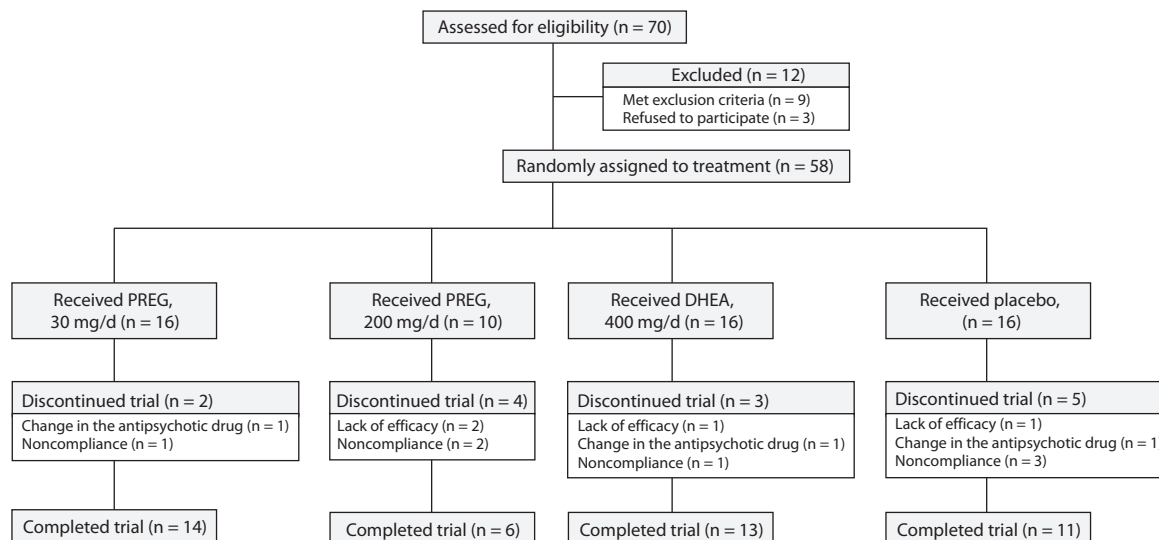 Assessed for eligibility (n = 70)
Excluded (n = 12)
Met exclusion criteria (n = 9)
Refused to participate (n = 3)
Randomly assigned to treatment (n = 58)
Received PREG,
30 mg/d (n = 16)
Received PREG,
200 mg/d (n = 10)
Received DHEA,
400 mg/d (n = 16)
Received placebo,
(n = 16)
Discontinued trial (n = 2)
Change in the antipsychotic drug (n = 1)
Noncompliance (n = 1)
Discontinued trial (n = 4)
Lack of efficacy (n = 2)
Noncompliance (n = 2)
Discontinued trial (n = 3)
Lack of efficacy (n = 1)
Change in the antipsychotic drug (n = 1)
Noncompliance (n = 1)
Discontinued trial (n = 5)
Lack of efficacy (n = 1)
Change in the antipsychotic drug (n = 1)
Noncompliance (n = 3)
Completed trial (n = 14)
Completed trial (n = 6)
Completed trial (n = 13)
Completed trial (n = 11)